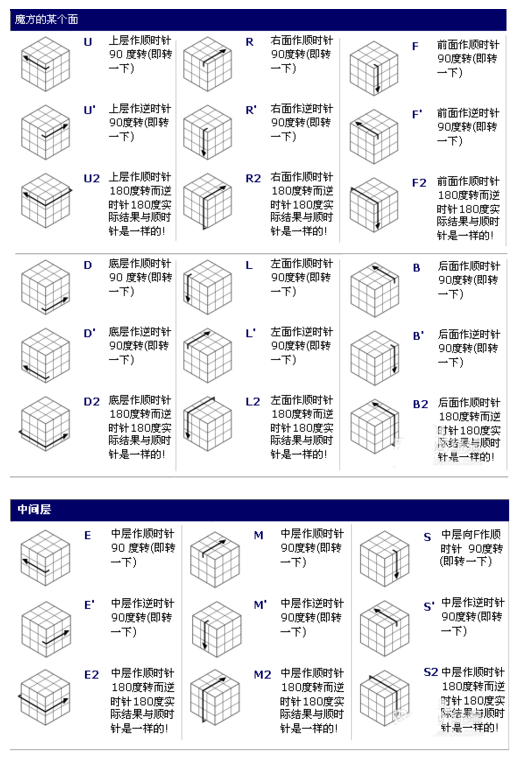 魔方的某个面
U 上层作顺时针
90 度转(即转
一下)
R 右面作顺时针
90度转(即转
一下)
F 前面作顺时针
90度转(即转
一下)
U' 上层作逆时针
90度转(即转
一下)
R' 右面作逆时针
90度转(即转
一下)
F' 前面作逆时针
90度转(即转
一下)
U2 上层作顺时针
180度转而逆
时针180度实
际结果与顺时
针是一样的!
R2 右面作顺时针
180度转而逆
时针180度实
际结果与顺时
针是一样的!
F2 前面作顺时针
180度转而逆
时针180度实
际结果与顺时
针是一样的!
D 底层作顺时针
90 度转(即转
一下)
L 左面作顺时针
90度转(即转
一下)
B 后面作顺时针
90度转(即转
一下)
D' 底层作逆时针
90度转(即转
一下)
L' 左面作逆时针
90度转(即转
一下)
B' 后面作逆时针
90度转(即转
一下)
D2 底层作顺时针
180度转而逆
时针180度实
际结果与顺时
针是一样的!
L2 左面作顺时针
180度转而逆
时针180度实
际结果与顺时
针是一样的!
B2 后面作顺时针
180度转而逆
时针180度实
际结果与顺时
针是一样的!
中间层
E 中层作顺时针
90 度转(即转
一下)
M 中层作顺时针
90度转(即转
一下)
S 中层向F作顺
时针 90度转
(即转一下)
E' 中层作逆时针
90度转(即转
一下)
M' 中层作逆时针
90度转(即转
一下)
S' 中层作逆时针
90度转(即转
一下)
E2 中层作顺时针
180度转而逆
时针180度实
际结果与顺时
针是一样的!
M2 中层作顺时针
180度转而逆
时针180度实
际结果与顺时
针是一样的!
S2 中层作顺时针
180度转而逆
时针180度实
际结果与顺时
针是一样的!